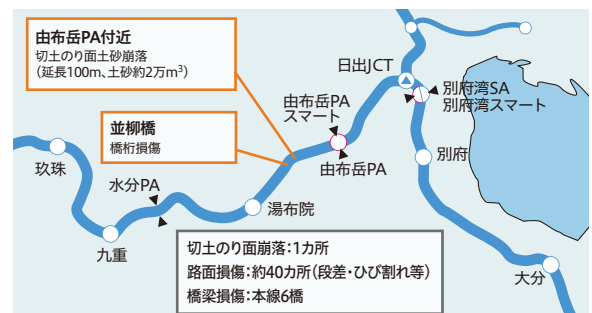 由布岳PA付近
切土のり面土砂崩落
（延長100m、土砂約2万m³）
並柳橋
橋桁損傷
日出JCT
別府湾SA
別府湾スマート
由布岳PA
スマート
由布岳PA
別府
玖珠
水分PA
湯布院
九重
大分
切土のり面崩落：1カ所
路面損傷：約40カ所（段差・ひび割れ等）
橋梁損傷：本線6橋